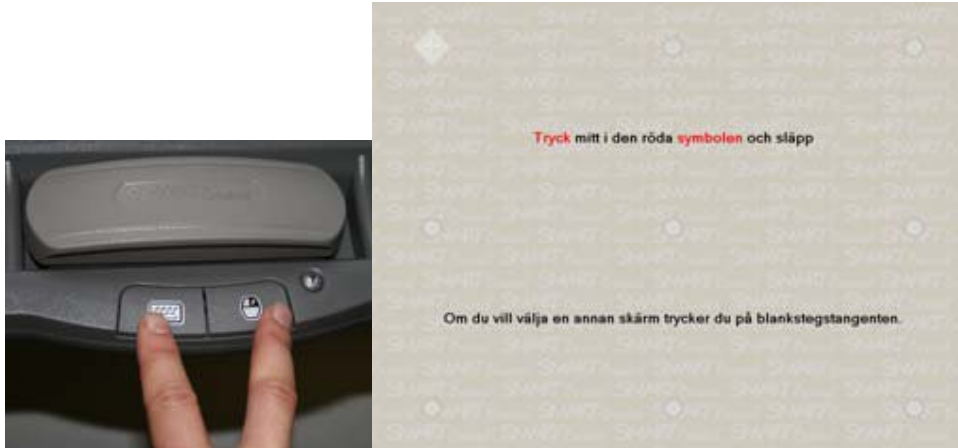 Tryck mitt i den röda symbolen och släpp
Om du vill välja en annan skärm trycker du på blankstegstangenten.